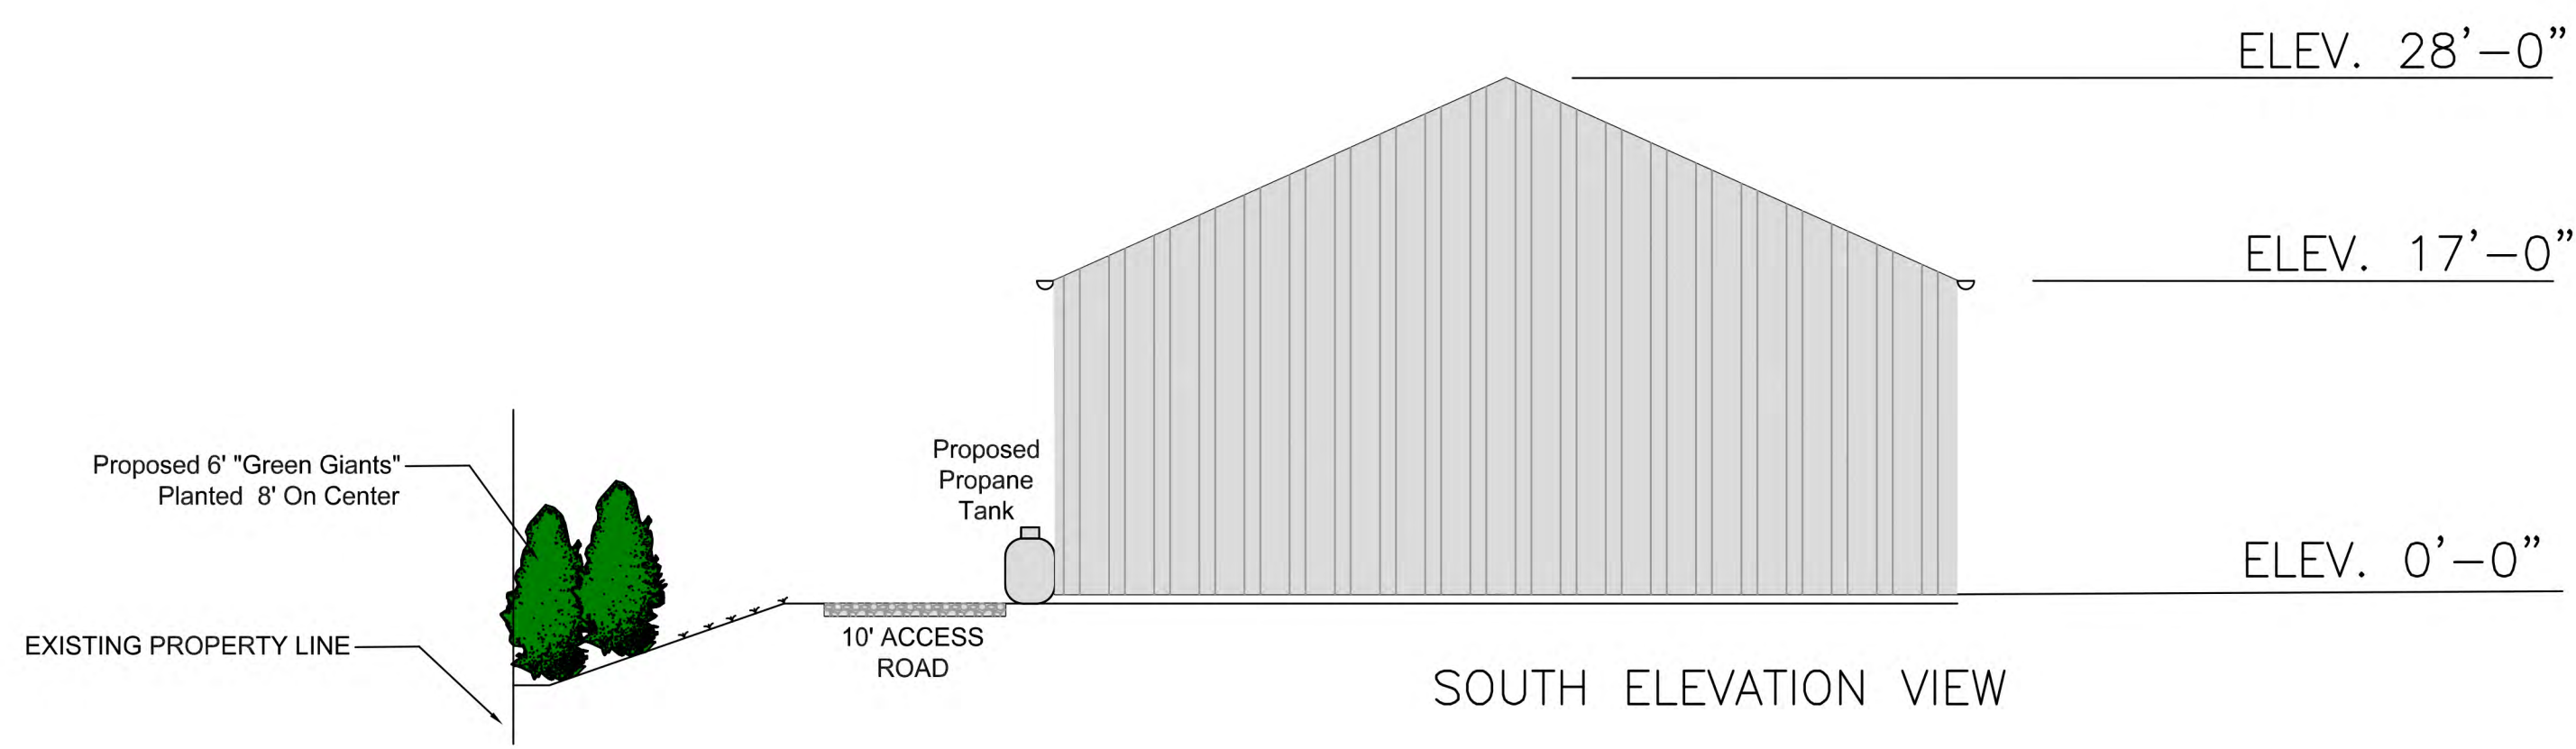 ELEV. 28'-0"
ELEV. 17'-0"
Proposed
Propane
Tank
Proposed 6' "Green Giants"
Planted 8' On Center
ELEV. 0'-0"
EXISTING PROPERTY LINE
10' ACCESS
ROAD
SOUTH ELEVATION VIEW